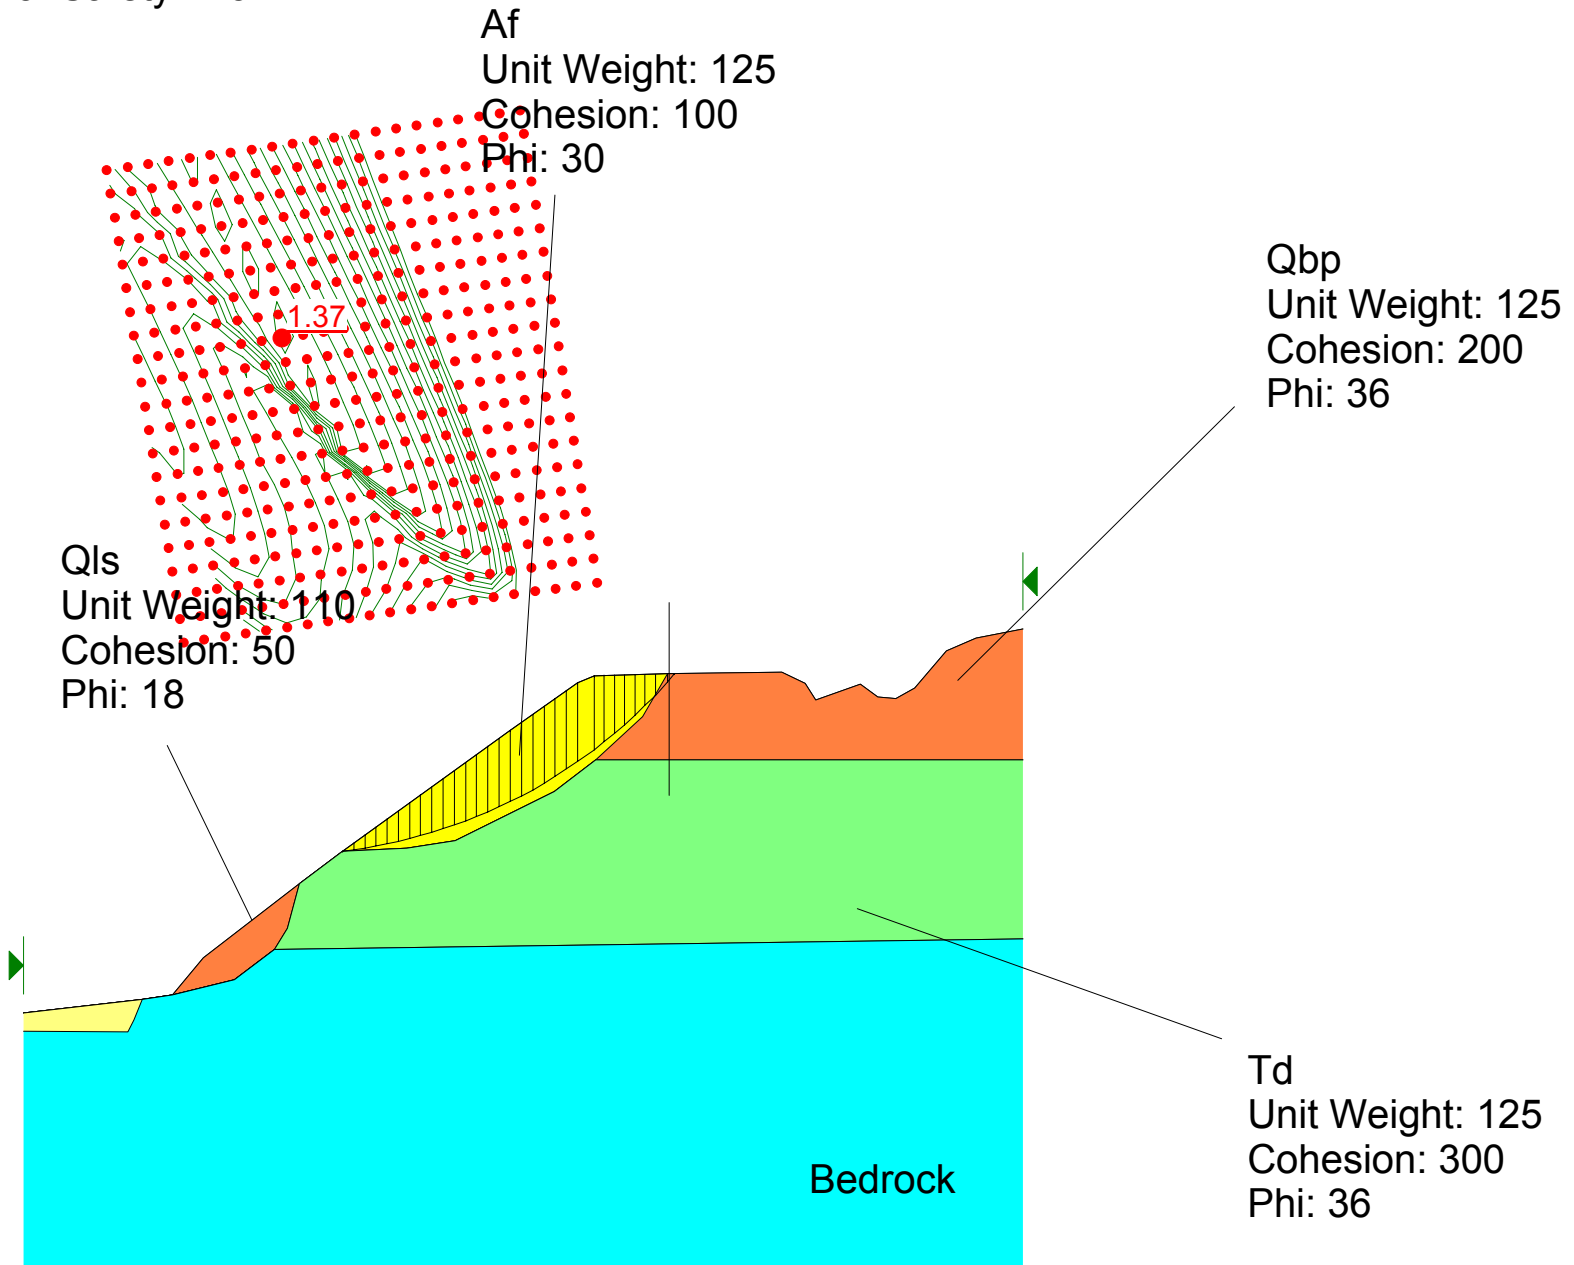 Af
Unit Weight: 125
Cohesion: 100
Phi: 30
1.37
Qbp
Unit Weight: 125
Cohesion: 200
Phi: 36
Qls
Unit Weight: 110
Cohesion: 50
Phi: 18
Td
Unit Weight: 125
Cohesion: 300
Phi: 36
Bedrock